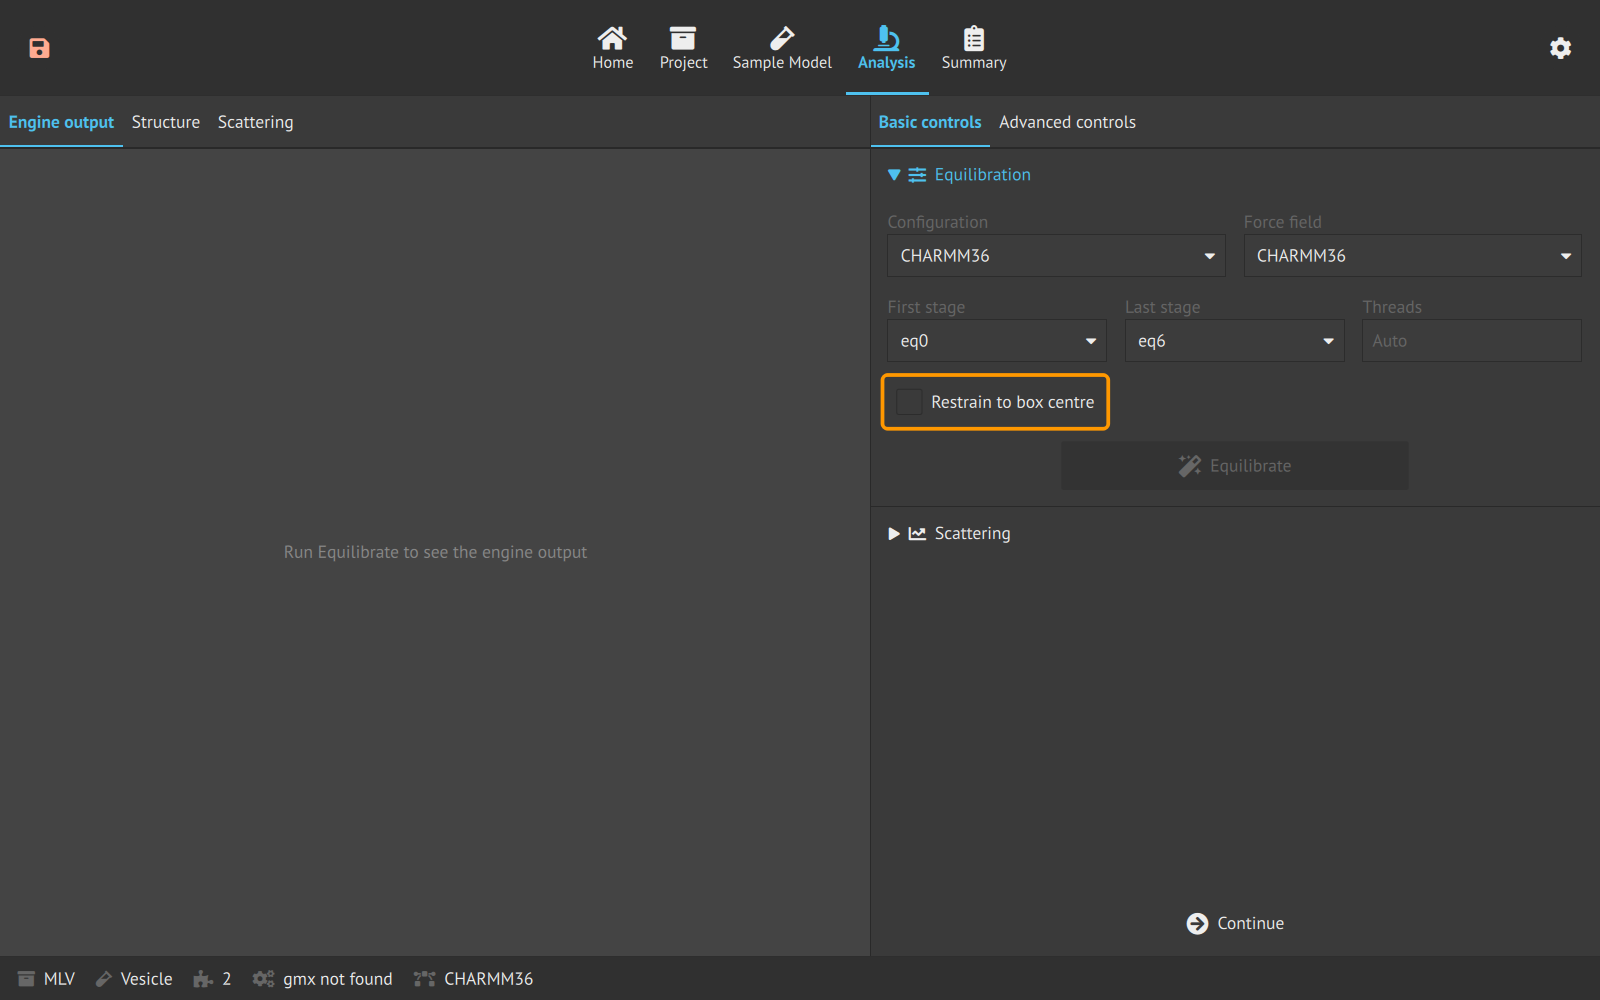 Home
Project
Sample Model
Analysis
Summary
Engine output
Structure
Scattering
Basic controls
Advanced controls
Equilibration
Configuration
Force field
CHARMM36
CHARMM36
First stage
Last stage
Threads
eq0
eq6
Auto
Restrain to box centre
Equilibrate
Scattering
Run Equilibrate to see the engine output
Continue
MLV
Vesicle
2
gmx not found
CHARMM36